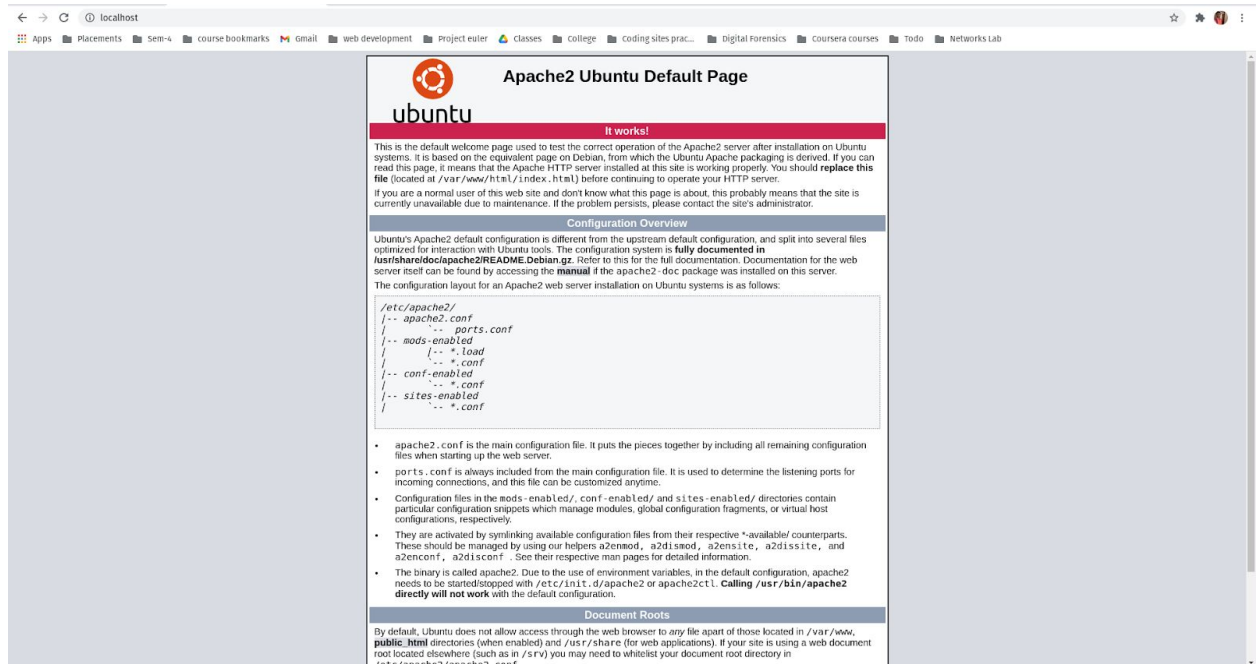 localhost
Apps Placements Sem-4 course bookmarks Gmail web development Project euler Classes College Coding sites prac... Digital Forensics Coursera courses Todo Networks Lab
Apache2 Ubuntu Default Page
ubuntu
It works!
This is the default welcome page used to test the correct operation of the Apache2 server after installation on Ubuntu
systems. It is based on the equivalent page on Debian, from which the Ubuntu Apache packaging is derived. If you can
read this page, it means that the Apache HTTP server installed at this site is working properly. You should replace this
file (located at /var/www/html/index.html) before continuing to operate your HTTP server.
If you are a normal user of this web site and don't know what this page is about, this probably means that the site is
currently unavailable due to maintenance. If the problem persists, please contact the site's administrator.
Configuration Overview
Ubuntu's Apache2 default configuration is different from the upstream default configuration, and split into several files
optimized for interaction with Ubuntu tools. The configuration system is fully documented in
/usr/share/doc/apache2/README.Debian.gz. Refer to this for the full documentation. Documentation for the web
server itself can be found by accessing the manual if the apache2-doc package was installed on this server.
The configuration layout for an Apache2 web server installation on Ubuntu systems is as follows:
/etc/apache2/
|-- apache2.conf
|       `--  ports.conf
|-- mods-enabled
|       |-- *.load
|       `-- *.conf
|-- conf-enabled
|       `-- *.conf
|-- sites-enabled
|       `-- *.conf
• apache2.conf is the main configuration file. It puts the pieces together by including all remaining configuration
files when starting up the web server.
• ports.conf is always included from the main configuration file. It is used to determine the listening ports for
incoming connections, and this file can be customized anytime.
• Configuration files in the mods-enabled/, conf-enabled/ and sites-enabled/ directories contain
particular configuration snippets which manage modules, global configuration fragments, or virtual host
configurations, respectively.
• They are activated by symlinking available configuration files from their respective *-available/ counterparts.
These should be managed by using our helpers a2enmod, a2dismod, a2ensite, a2dissite, and
a2enconf, a2disconf . See their respective man pages for detailed information.
• The binary is called apache2. Due to the use of environment variables, in the default configuration, apache2
needs to be started/stopped with /etc/init.d/apache2 or apache2ctl. Calling /usr/bin/apache2
directly will not work with the default configuration.
Document Roots
By default, Ubuntu does not allow access through the web browser to any file apart of those located in /var/www,
public_html directories (when enabled) and /usr/share (for web applications). If your site is using a web document
root located elsewhere (such as in /srv) you may need to whitelist your document root directory in
/etc/apache2/apache2.conf